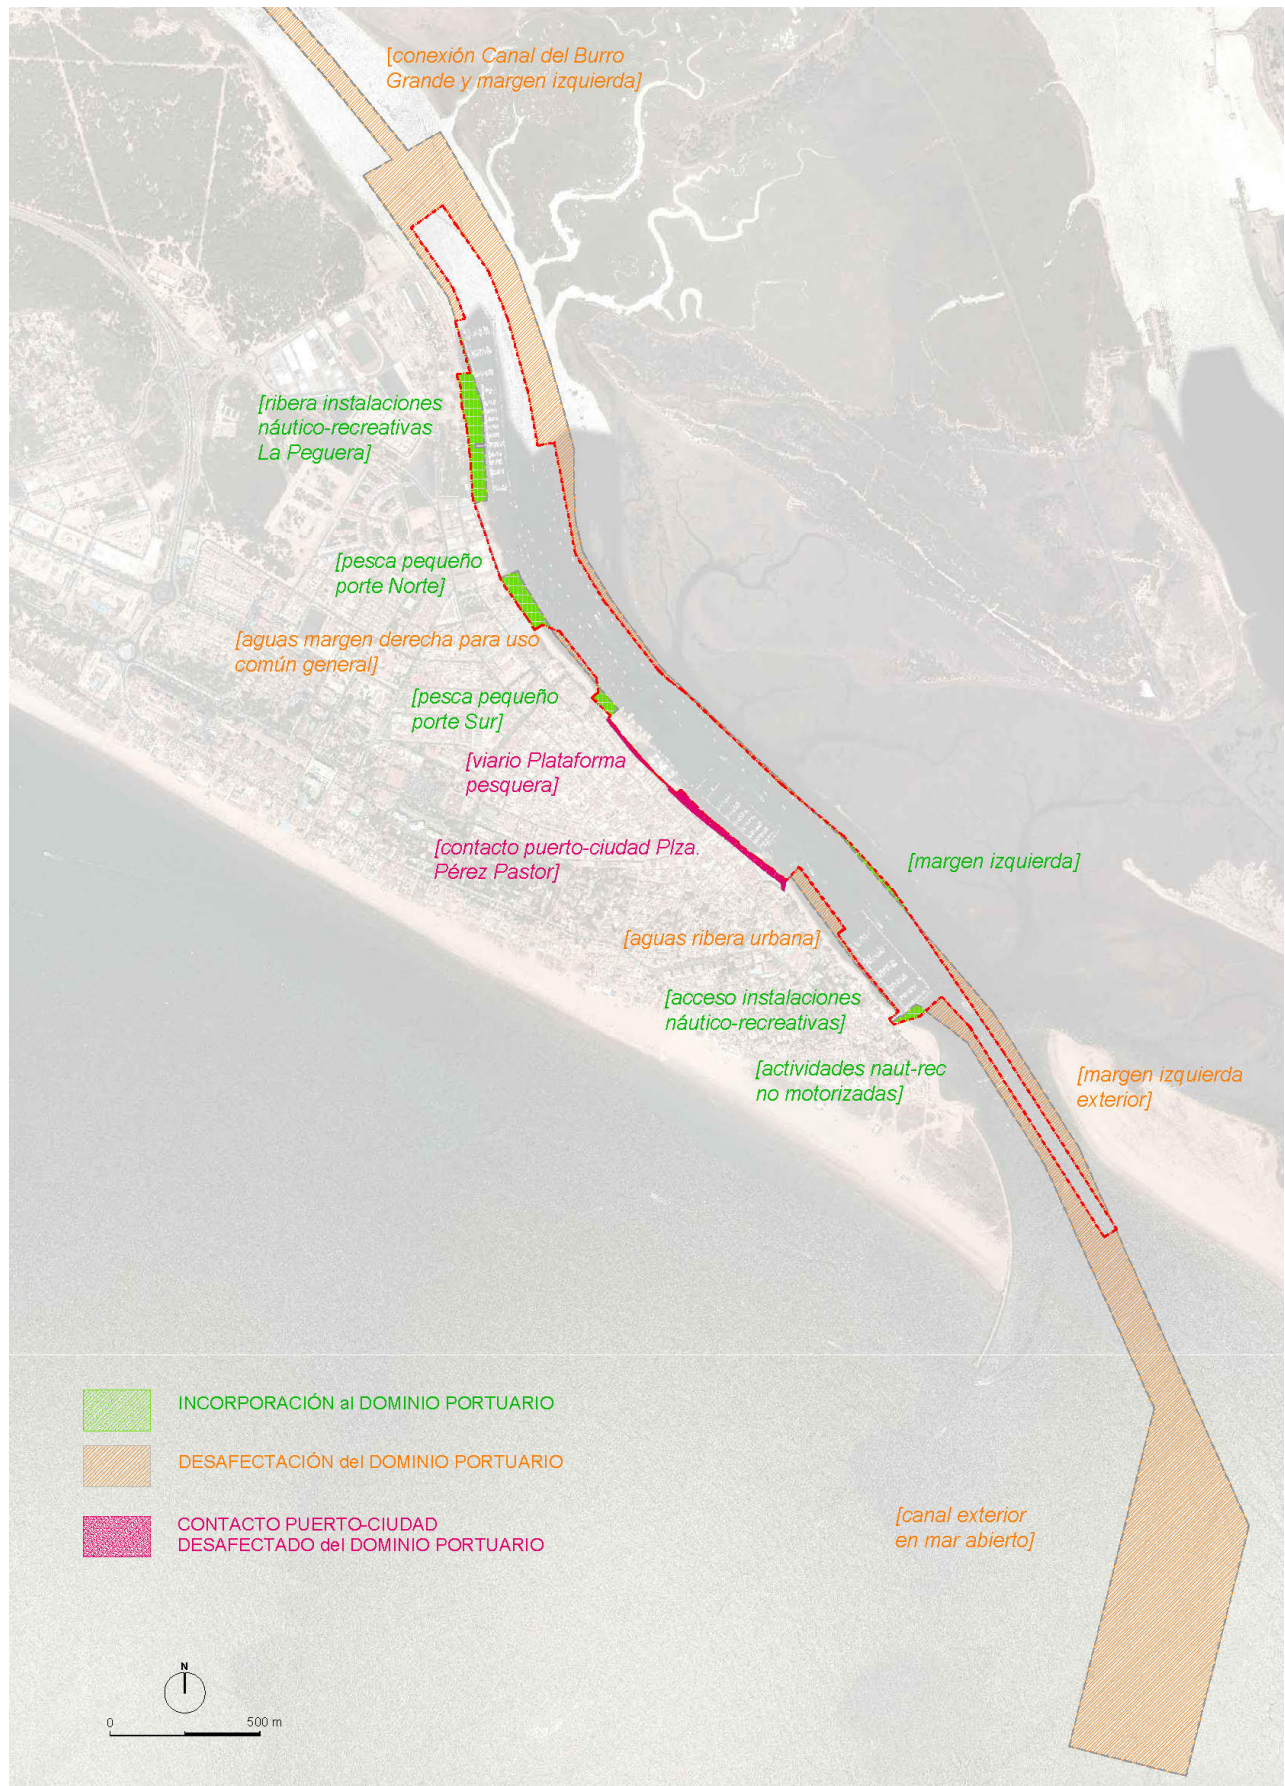 [conexión Canal del Burro
Grande y margen izquierda]
[ribera instalaciones
náutico-recreativas
La Peguera]
[pesca pequeño
porte Norte]
[aguas margen derecha para uso
común general]
[pesca pequeño
porte Sur]
[viario Plataforma
pesquera]
[contacto puerto-ciudad Plza.
Pérez Pastor]
[margen izquierda]
[aguas ribera urbana]
[acceso instalaciones
náutico-recreativas]
[actividades naut-rec
no motorizadas]
[margen izquierda
exterior]
INCORPORACIÓN al DOMINIO PORTUARIO
DESAFECTACIÓN del DOMINIO PORTUARIO
CONTACTO PUERTO-CIUDAD
DESAFECTADO del DOMINIO PORTUARIO
[canal exterior
en mar abierto]
N
0 500 m